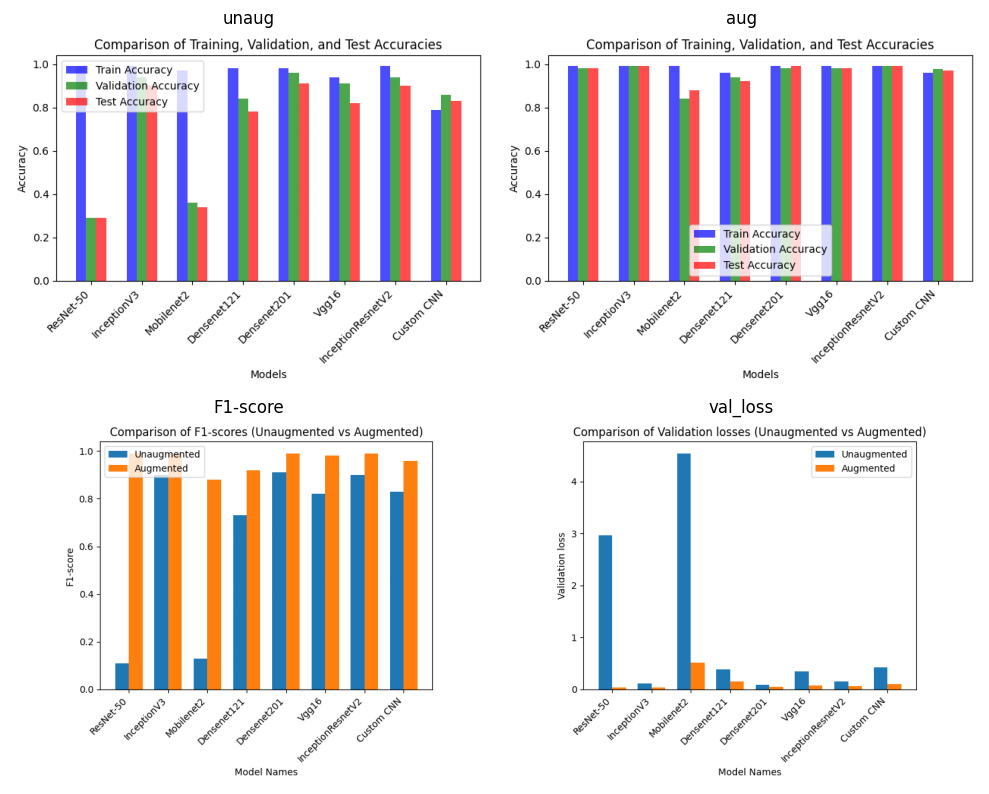 unaug
Comparison of Training, Validation, and Test Accuracies
Train Accuracy
Validation Accuracy
Test Accuracy
1.0
0.8
0.6
0.4
0.2
0.0
Accuracy
ResNet-50
InceptionV3
Mobilenet2
Densenet121
Densenet201
Vgg16
InceptionResnetV2
Custom CNN
Models
aug
Comparison of Training, Validation, and Test Accuracies
1.0
0.8
0.6
0.4
0.2
0.0
Accuracy
Train Accuracy
Validation Accuracy
Test Accuracy
ResNet-50
InceptionV3
Mobilenet2
Densenet121
Densenet201
Vgg16
InceptionResnetV2
Custom CNN
Models
F1-score
Comparison of F1-scores (Unaugmented vs Augmented)
Unaugmented
Augmented
1.0
0.8
0.6
0.4
0.2
0.0
F1-score
ResNet-50
InceptionV3
Mobilenet2
Densenet121
Densenet201
Vgg16
InceptionResnetV2
Custom CNN
Model Names
val_loss
Comparison of Validation losses (Unaugmented vs Augmented)
Unaugmented
Augmented
4
3
2
1
0
Validation loss
ResNet-50
InceptionV3
Mobilenet2
Densenet121
Densenet201
Vgg16
InceptionResnetV2
Custom CNN
Model Names